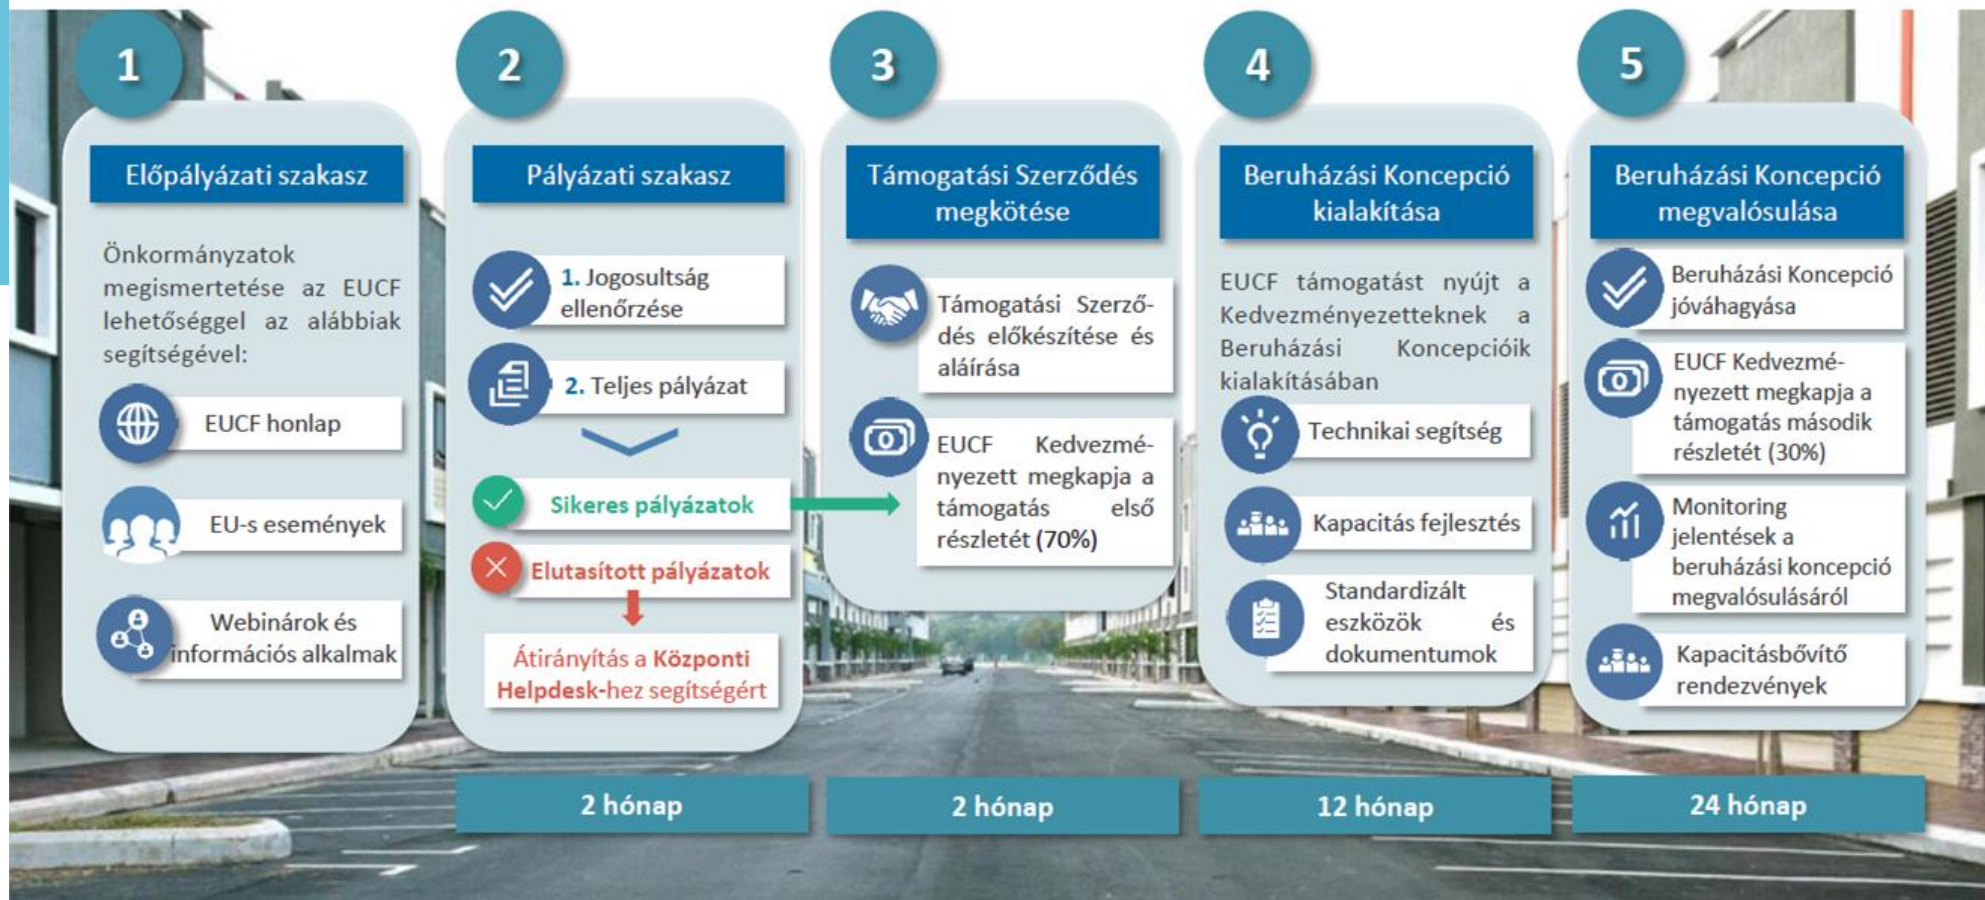 1
Előpályázati szakasz
Önkormányzatok
megismertetése az EUCF
lehetőséggel az alábbiak
segítségével:
EUCF honlap
EU-s események
Webinárok és
információs alkalmak
2
Pályázati szakasz
1. Jogosultság
ellenőrzése
2. Teljes pályázat
Sikeres pályázatok
Elutasított pályázatok
Átirányítás a Központi
Helpdesk-hez segítségért
2 hónap
3
Támogatási Szerződés
megkötése
Támogatási Szerző-
dés előkészítése és
aláírása
EUCF Kedvezmé-
nyezett megkapja a
támogatás első
részletét (70%)
2 hónap
4
Beruházási Koncepció
kialakítása
EUCF támogatást nyújt a
Kedvezményezetteknek a
Beruházási Koncepcióik
kialakításában
Technikai segítség
Kapacitás fejlesztés
Standardizált
eszközök és
dokumentumok
12 hónap
5
Beruházási Koncepció
megvalósulása
Beruházási Koncepció
jóváhagyása
EUCF Kedvezmé-
nyezett megkapja a
támogatás második
részletét (30%)
Monitoring
jelentések a
beruházási koncepció
megvalósulásáról
Kapacitásbővítő
rendezvények
24 hónap